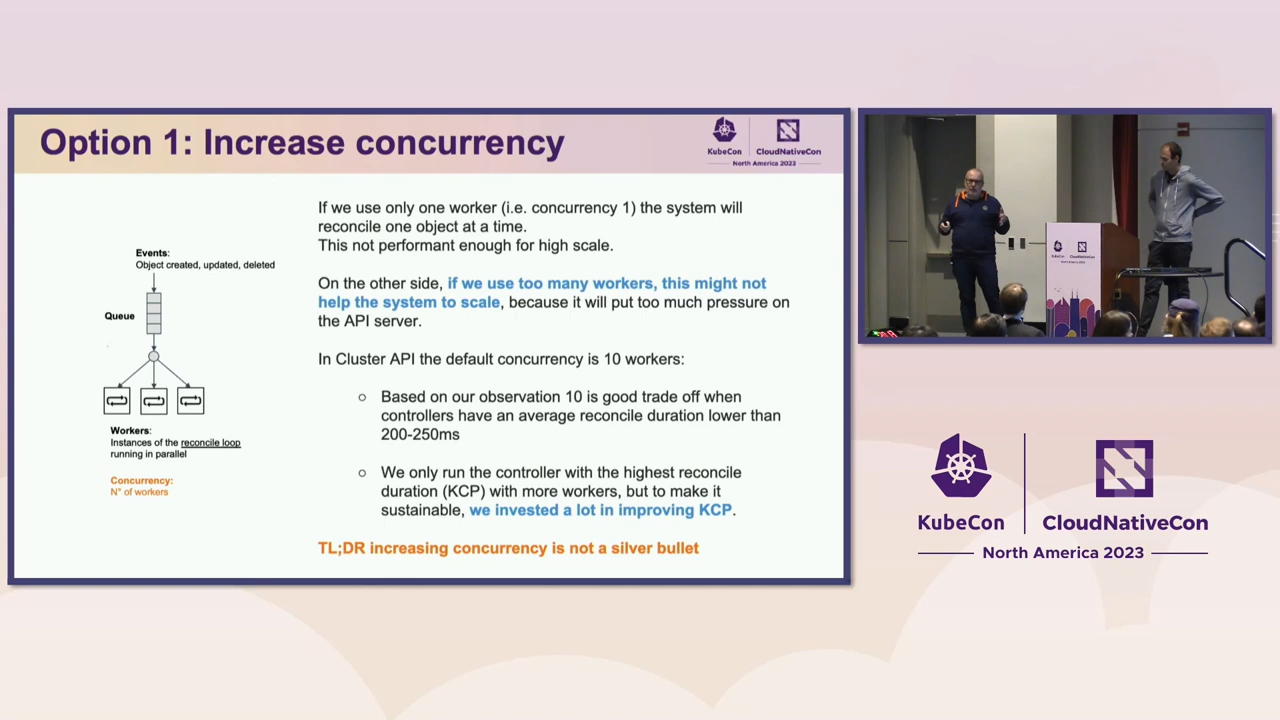 Option 1: Increase concurrency
KubeCon
CloudNativeCon
North America 2023
Events:
Object created, updated, deleted
Queue
Workers:
Instances of the reconcile loop
running in parallel
Concurrency:
N° of workers
If we use only one worker (i.e. concurrency 1) the system will
reconcile one object at a time.
This not performant enough for high scale.
On the other side, if we use too many workers, this might not
help the system to scale, because it will put too much pressure on
the API server.
In Cluster API the default concurrency is 10 workers:
Based on our observation 10 is good trade off when
controllers have an average reconcile duration lower than
200-250ms
We only run the controller with the highest reconcile
duration (KCP) with more workers, but to make it
sustainable, we invested a lot in improving KCP.
TL;DR increasing concurrency is not a silver bullet
KubeCon
CloudNativeCon
North America 2023